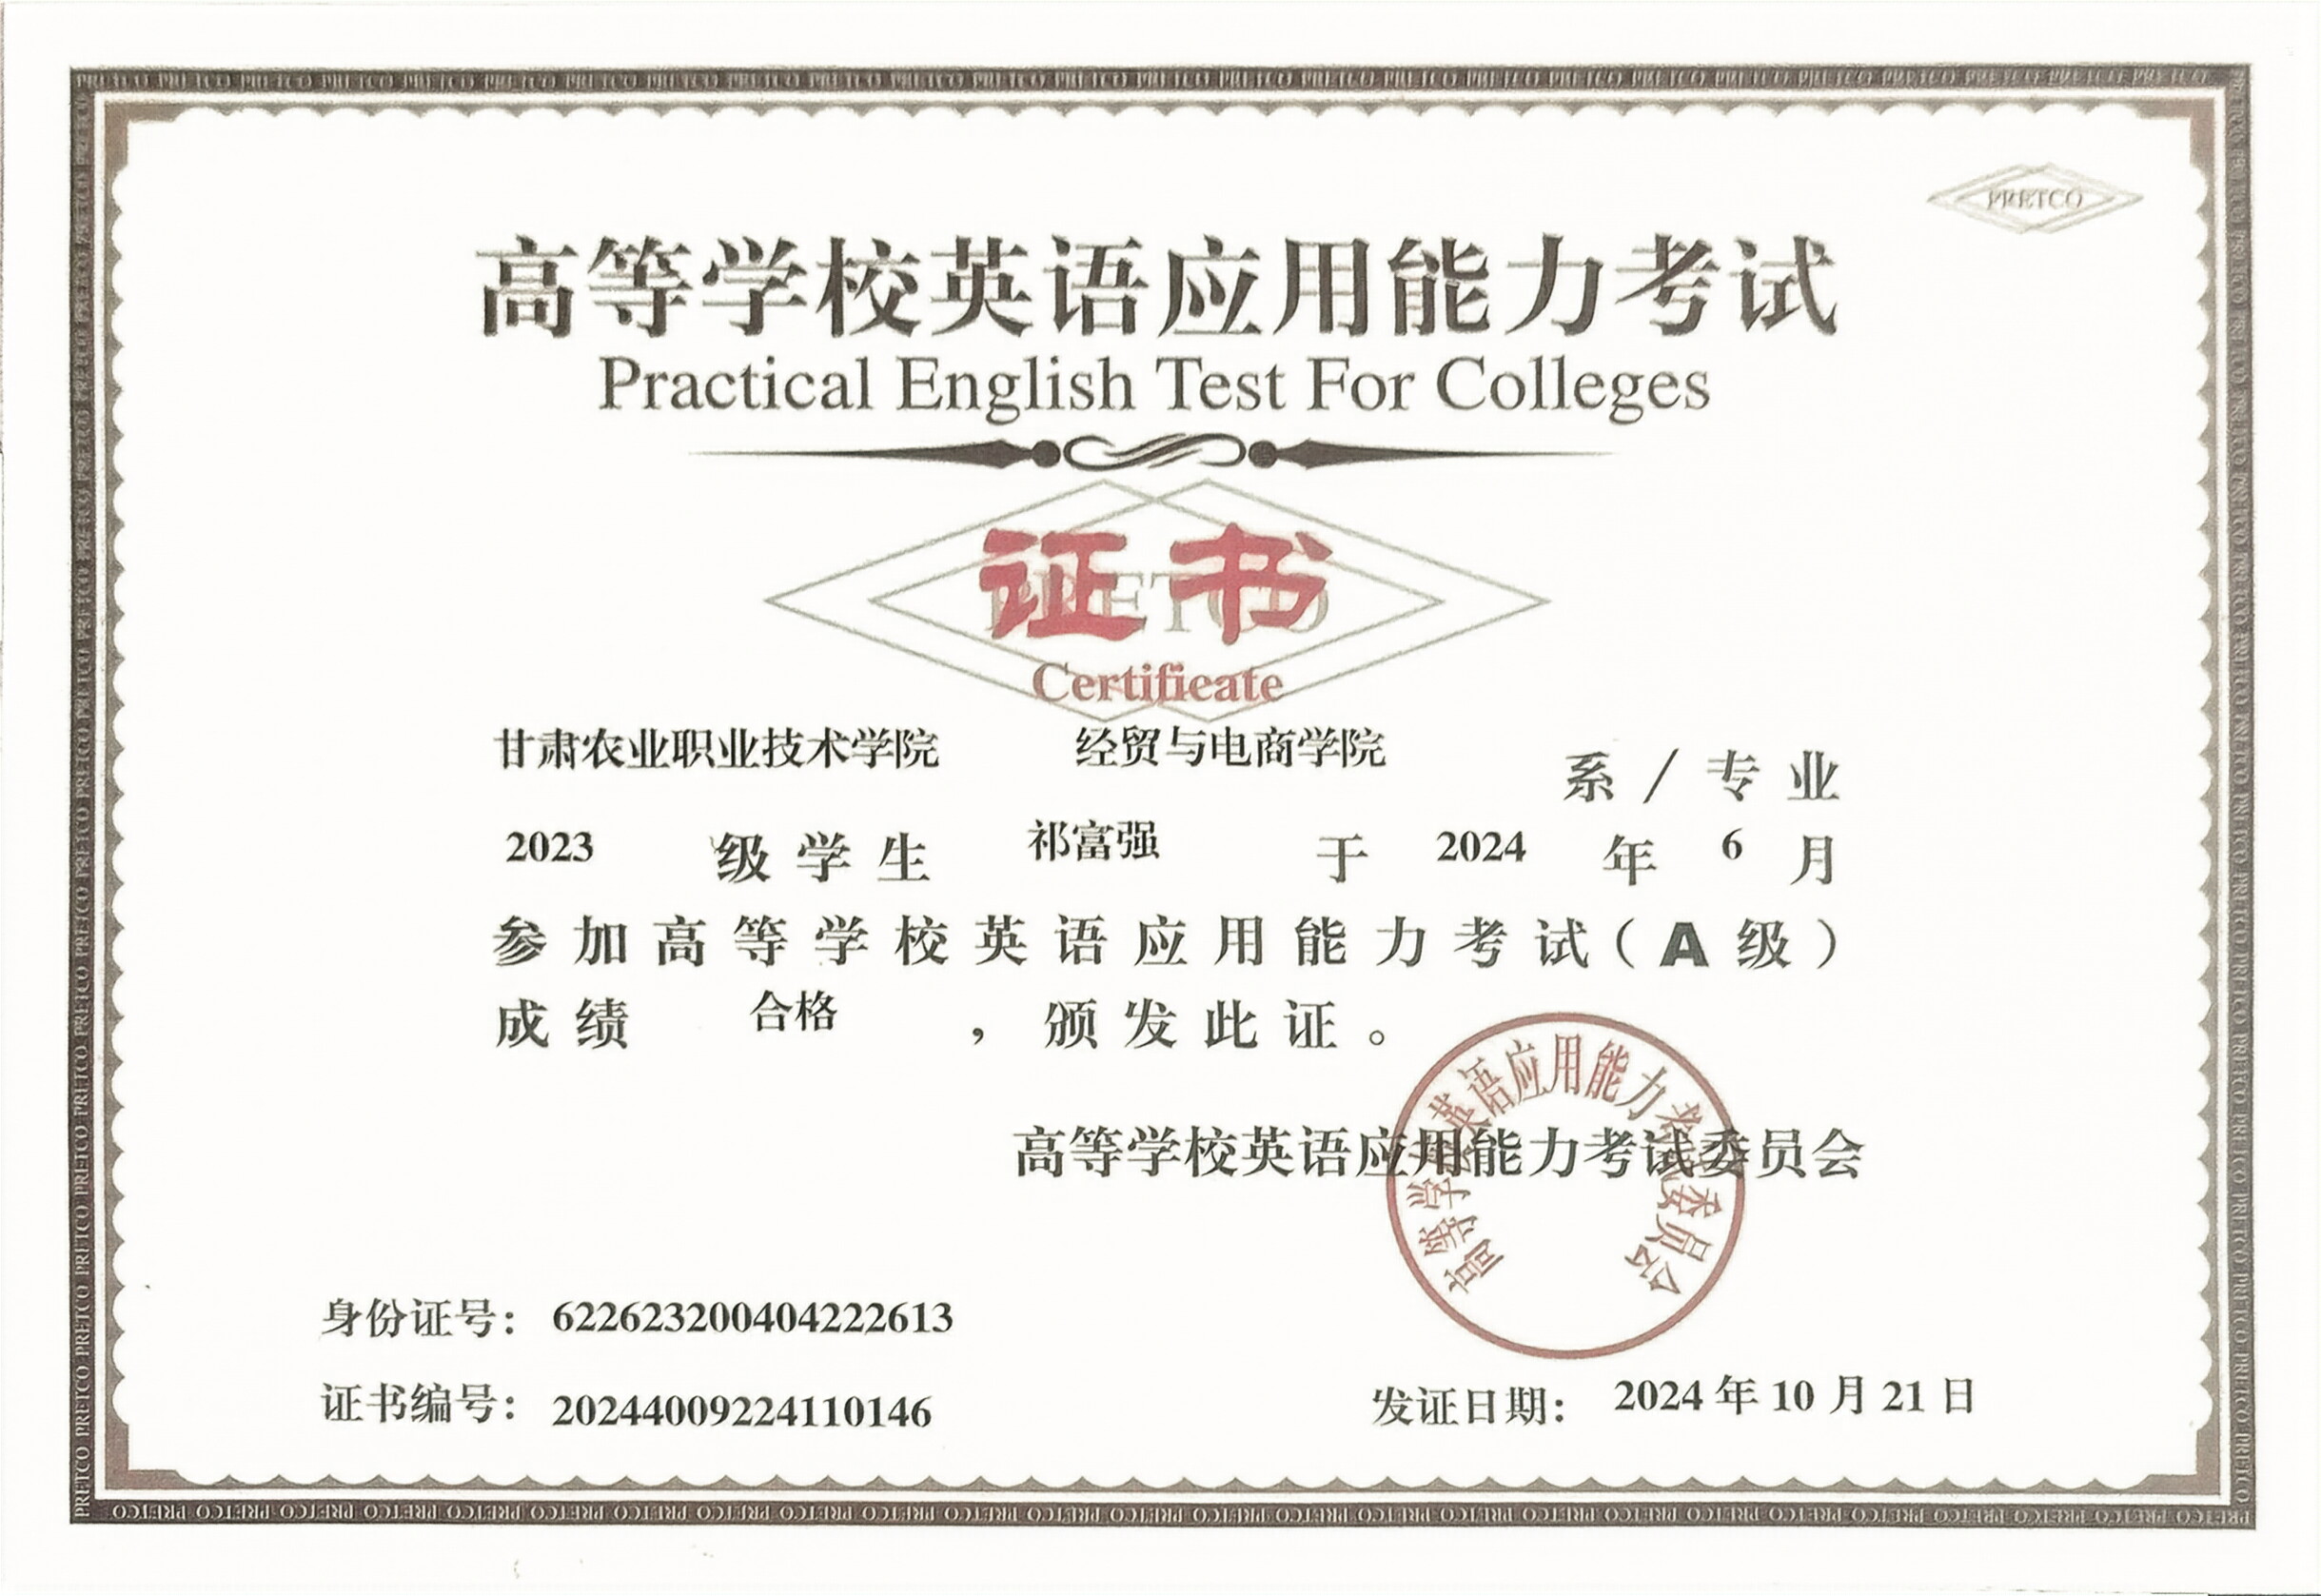 PRETCO
高等学校英语应用能力考试
Practical English Test For Colleges
证书
PRETCO
Certificate
甘肃农业职业技术学院 经贸与电商学院 系/专业
2023 级学生 祁富强 于 2024 年 6 月
参加高等学校英语应用能力考试(A级)
成绩 合格 ,颁发此证。
高等学校英语应用能力考试委员会
高等学校英语应用能力考试委员会
身份证号: 622623200404222613
证书编号: 20244009224110146
发证日期: 2024年10月21日